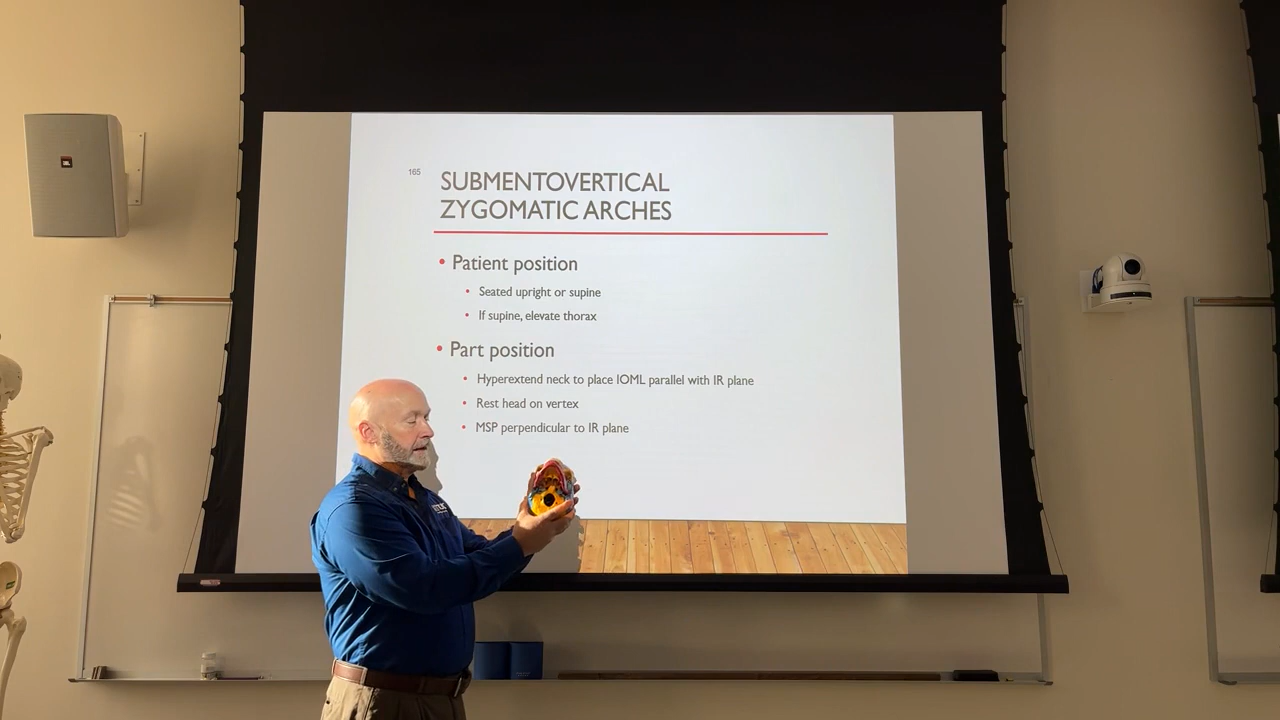 165
SUBMENTOVERTICAL
ZYGOMATIC ARCHES
• Patient position
• Seated upright or supine
• If supine, elevate thorax
• Part position
• Hyperextend neck to place IOML parallel with IR plane
• Rest head on vertex
• MSP perpendicular to IR plane
JBL